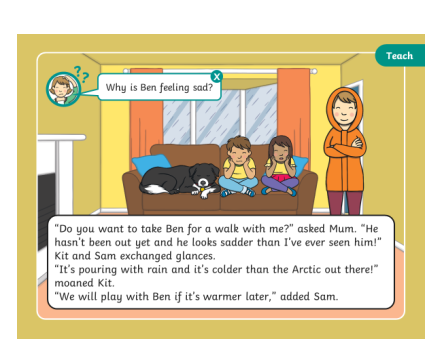 Teach
??
Why is Ben feeling sad?
X
"Do you want to take Ben for a walk with me?" asked Mum. "He
hasn't been out yet and he looks sadder than I've ever seen him!"
Kit and Sam exchanged glances.
"It's pouring with rain and it's colder than the Arctic out there!"
moaned Kit.
"We will play with Ben if it's warmer later," added Sam.